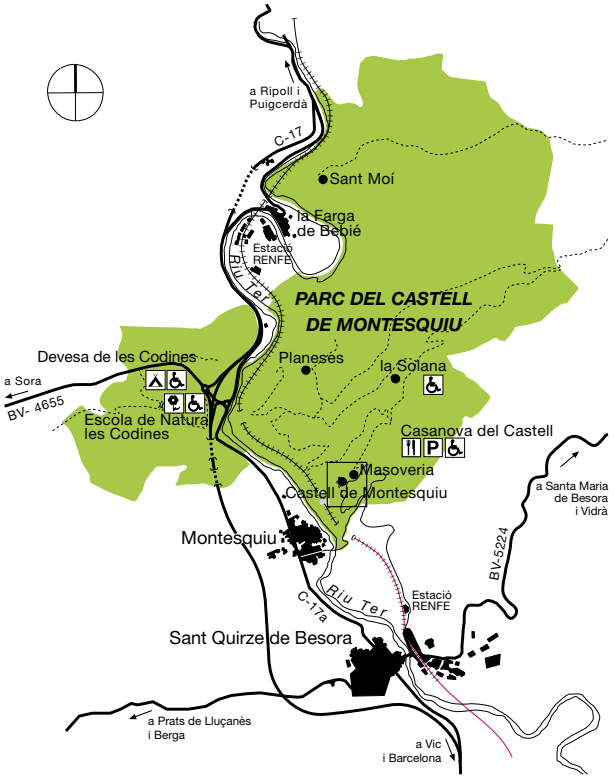 a Ripoll i
Puigcerdà
C-17
Sant Moí
la Farga
de Bebié
Estació
RENFE
Riu Ter
PARC DEL CASTELL
DE MONTESQUIU
Devesa de les Codines
Planeses
la Solana
a Sora
BV- 4655
Escola de Natura
les Codines
Casanova del Castell
P
Masoveria
Castell de Montesquiu
a Santa Maria
de Besora
i Vidrà
BV-5224
Montesquiu
C-17a
Riu Ter
Estació
RENFE
Sant Quirze de Besora
a Prats de Lluçanès
i Berga
a Vic
i Barcelona